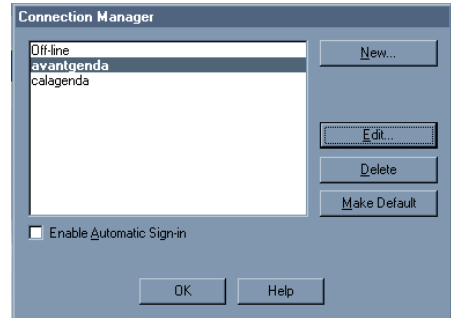 Connection Manager
Off-line
avantgenda
calagenda
New...
Edit...
Delete
Make Default
Enable Automatic Sign-in
OK
Help